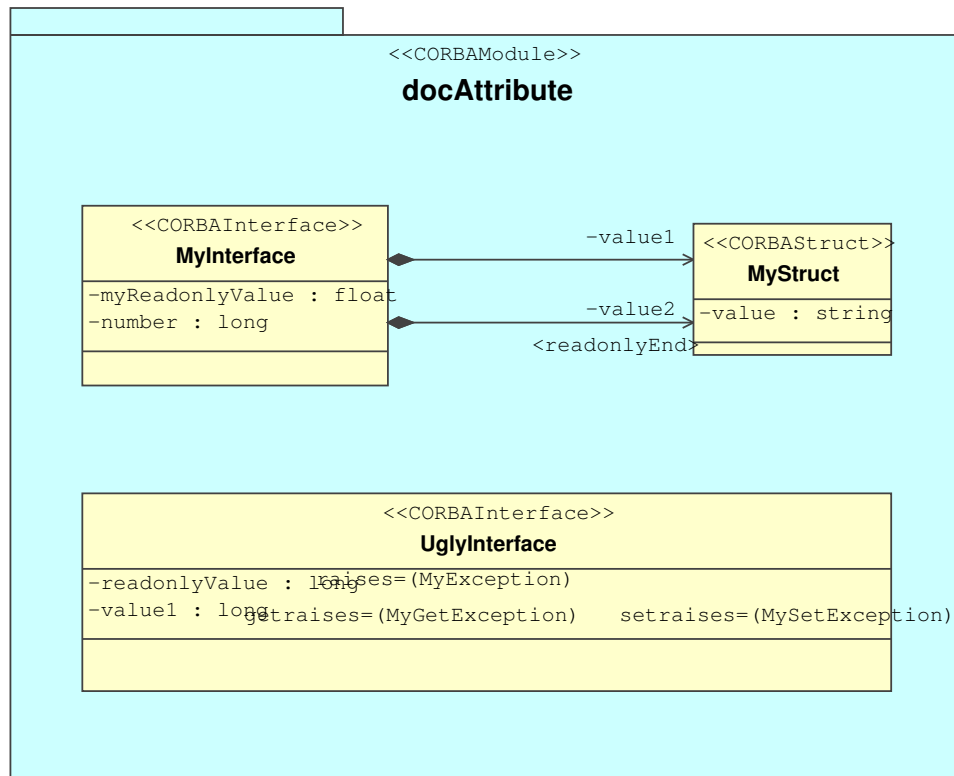 <<CORBAModule>>
docAttribute
<<CORBAInterface>>
MyInterface
-myReadonlyValue : float
-number : long
-value1
-value2
<readonlyEnd>
<<CORBAStruct>>
MyStruct
-value : string
<<CORBAInterface>>
UglyInterface
-readonlyValue : long raises=(MyException)
-value1 : long getraises=(MyGetException) setraises=(MySetException)